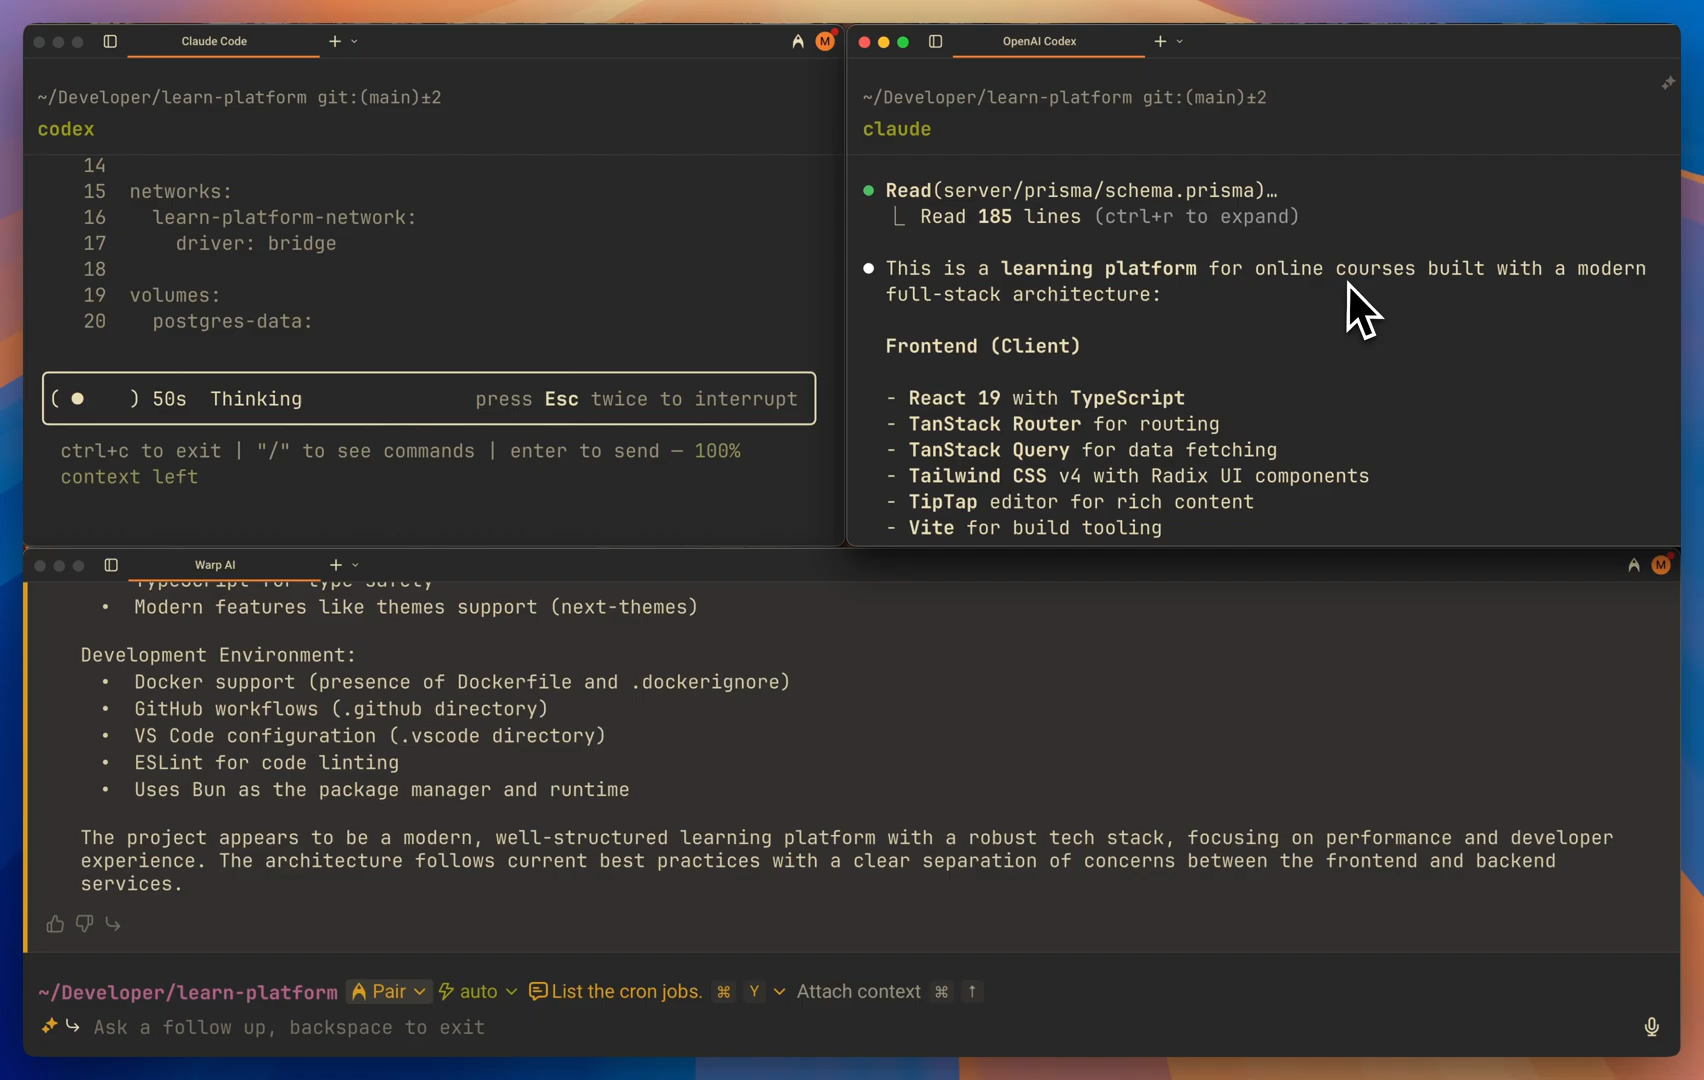 Claude Code
M
~/Developer/learn-platform git:(main)±2
codex
14
15 networks:
16 learn-platform-network:
17 driver: bridge
18
19 volumes:
20 postgres-data:
( ● ) 50s Thinking press Esc twice to interrupt
ctrl+c to exit | "/" to see commands | enter to send — 100%
context left
OpenAI Codex
~/Developer/learn-platform git:(main)±2
claude
● Read(server/prisma/schema.prisma)…
⎿ Read 185 lines (ctrl+r to expand)
● This is a learning platform for online courses built with a modern
full-stack architecture:
Frontend (Client)
- React 19 with TypeScript
- TanStack Router for routing
- TanStack Query for data fetching
- Tailwind CSS v4 with Radix UI components
- TipTap editor for rich content
- Vite for build tooling
Warp AI
M
TypeScript for type safety
• Modern features like themes support (next-themes)
Development Environment:
• Docker support (presence of Dockerfile and .dockerignore)
• GitHub workflows (.github directory)
• VS Code configuration (.vscode directory)
• ESLint for code linting
• Uses Bun as the package manager and runtime
The project appears to be a modern, well-structured learning platform with a robust tech stack, focusing on performance and developer
experience. The architecture follows current best practices with a clear separation of concerns between the frontend and backend
services.
~/Developer/learn-platform Pair auto List the cron jobs. ⌘ Y Attach context ⌘ ↑
Ask a follow up, backspace to exit